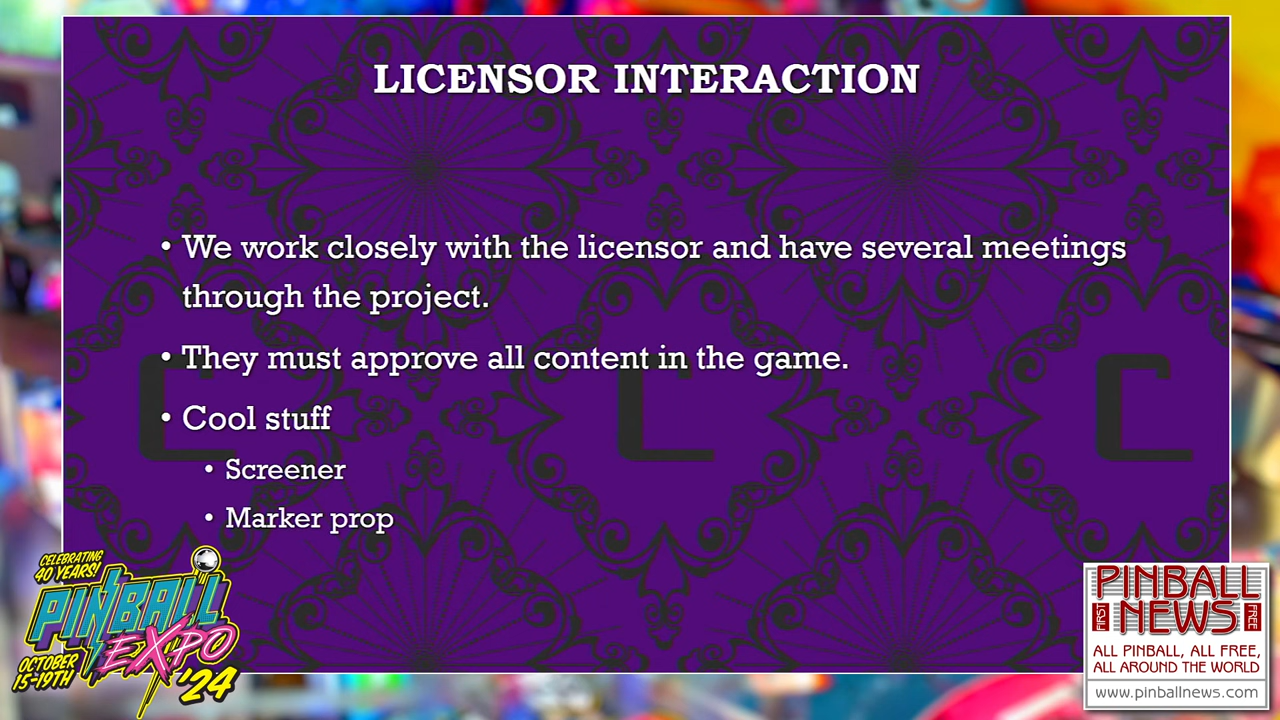 LICENSOR INTERACTION
• We work closely with the licensor and have several meetings
through the project.
• They must approve all content in the game.
• Cool stuff
• Screener
• Marker prop
CELEBRATING
40 YEARS!
PINBALL
EXPO
OCTOBER
15-19TH
'24
PINBALL
FIRST NEWS FREE
ALL PINBALL, ALL FREE,
ALL AROUND THE WORLD
www.pinballnews.com